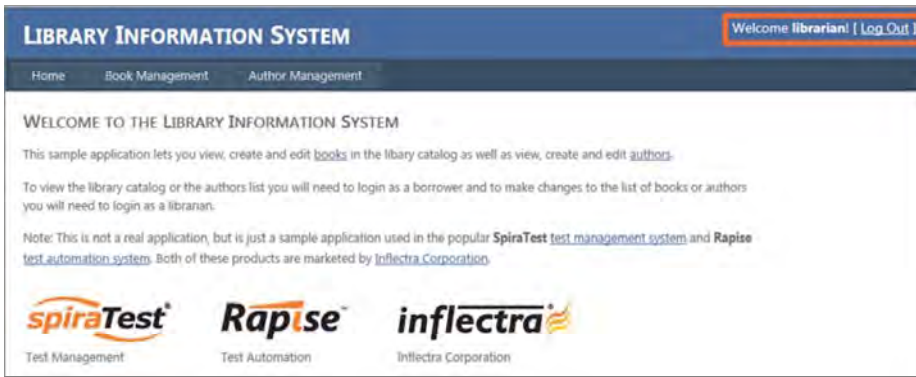 LIBRARY INFORMATION SYSTEM
Welcome librarian! [ Log Out ]
Home Book Management Author Management
WELCOME TO THE LIBRARY INFORMATION SYSTEM
This sample application lets you view, create and edit books in the libary catalog as well as view, create and edit authors.
To view the library catalog or the authors list you will need to login as a borrower and to make changes to the list of books or authors
you will need to login as a librarian.
Note: This is not a real application, but is just a sample application used in the popular SpiraTest test management system and Rapise
test automation system. Both of these products are marketed by Inflectra Corporation.
spiraTest® Rapise™ inflectra®
Test Management Test Automation Inflectra Corporation